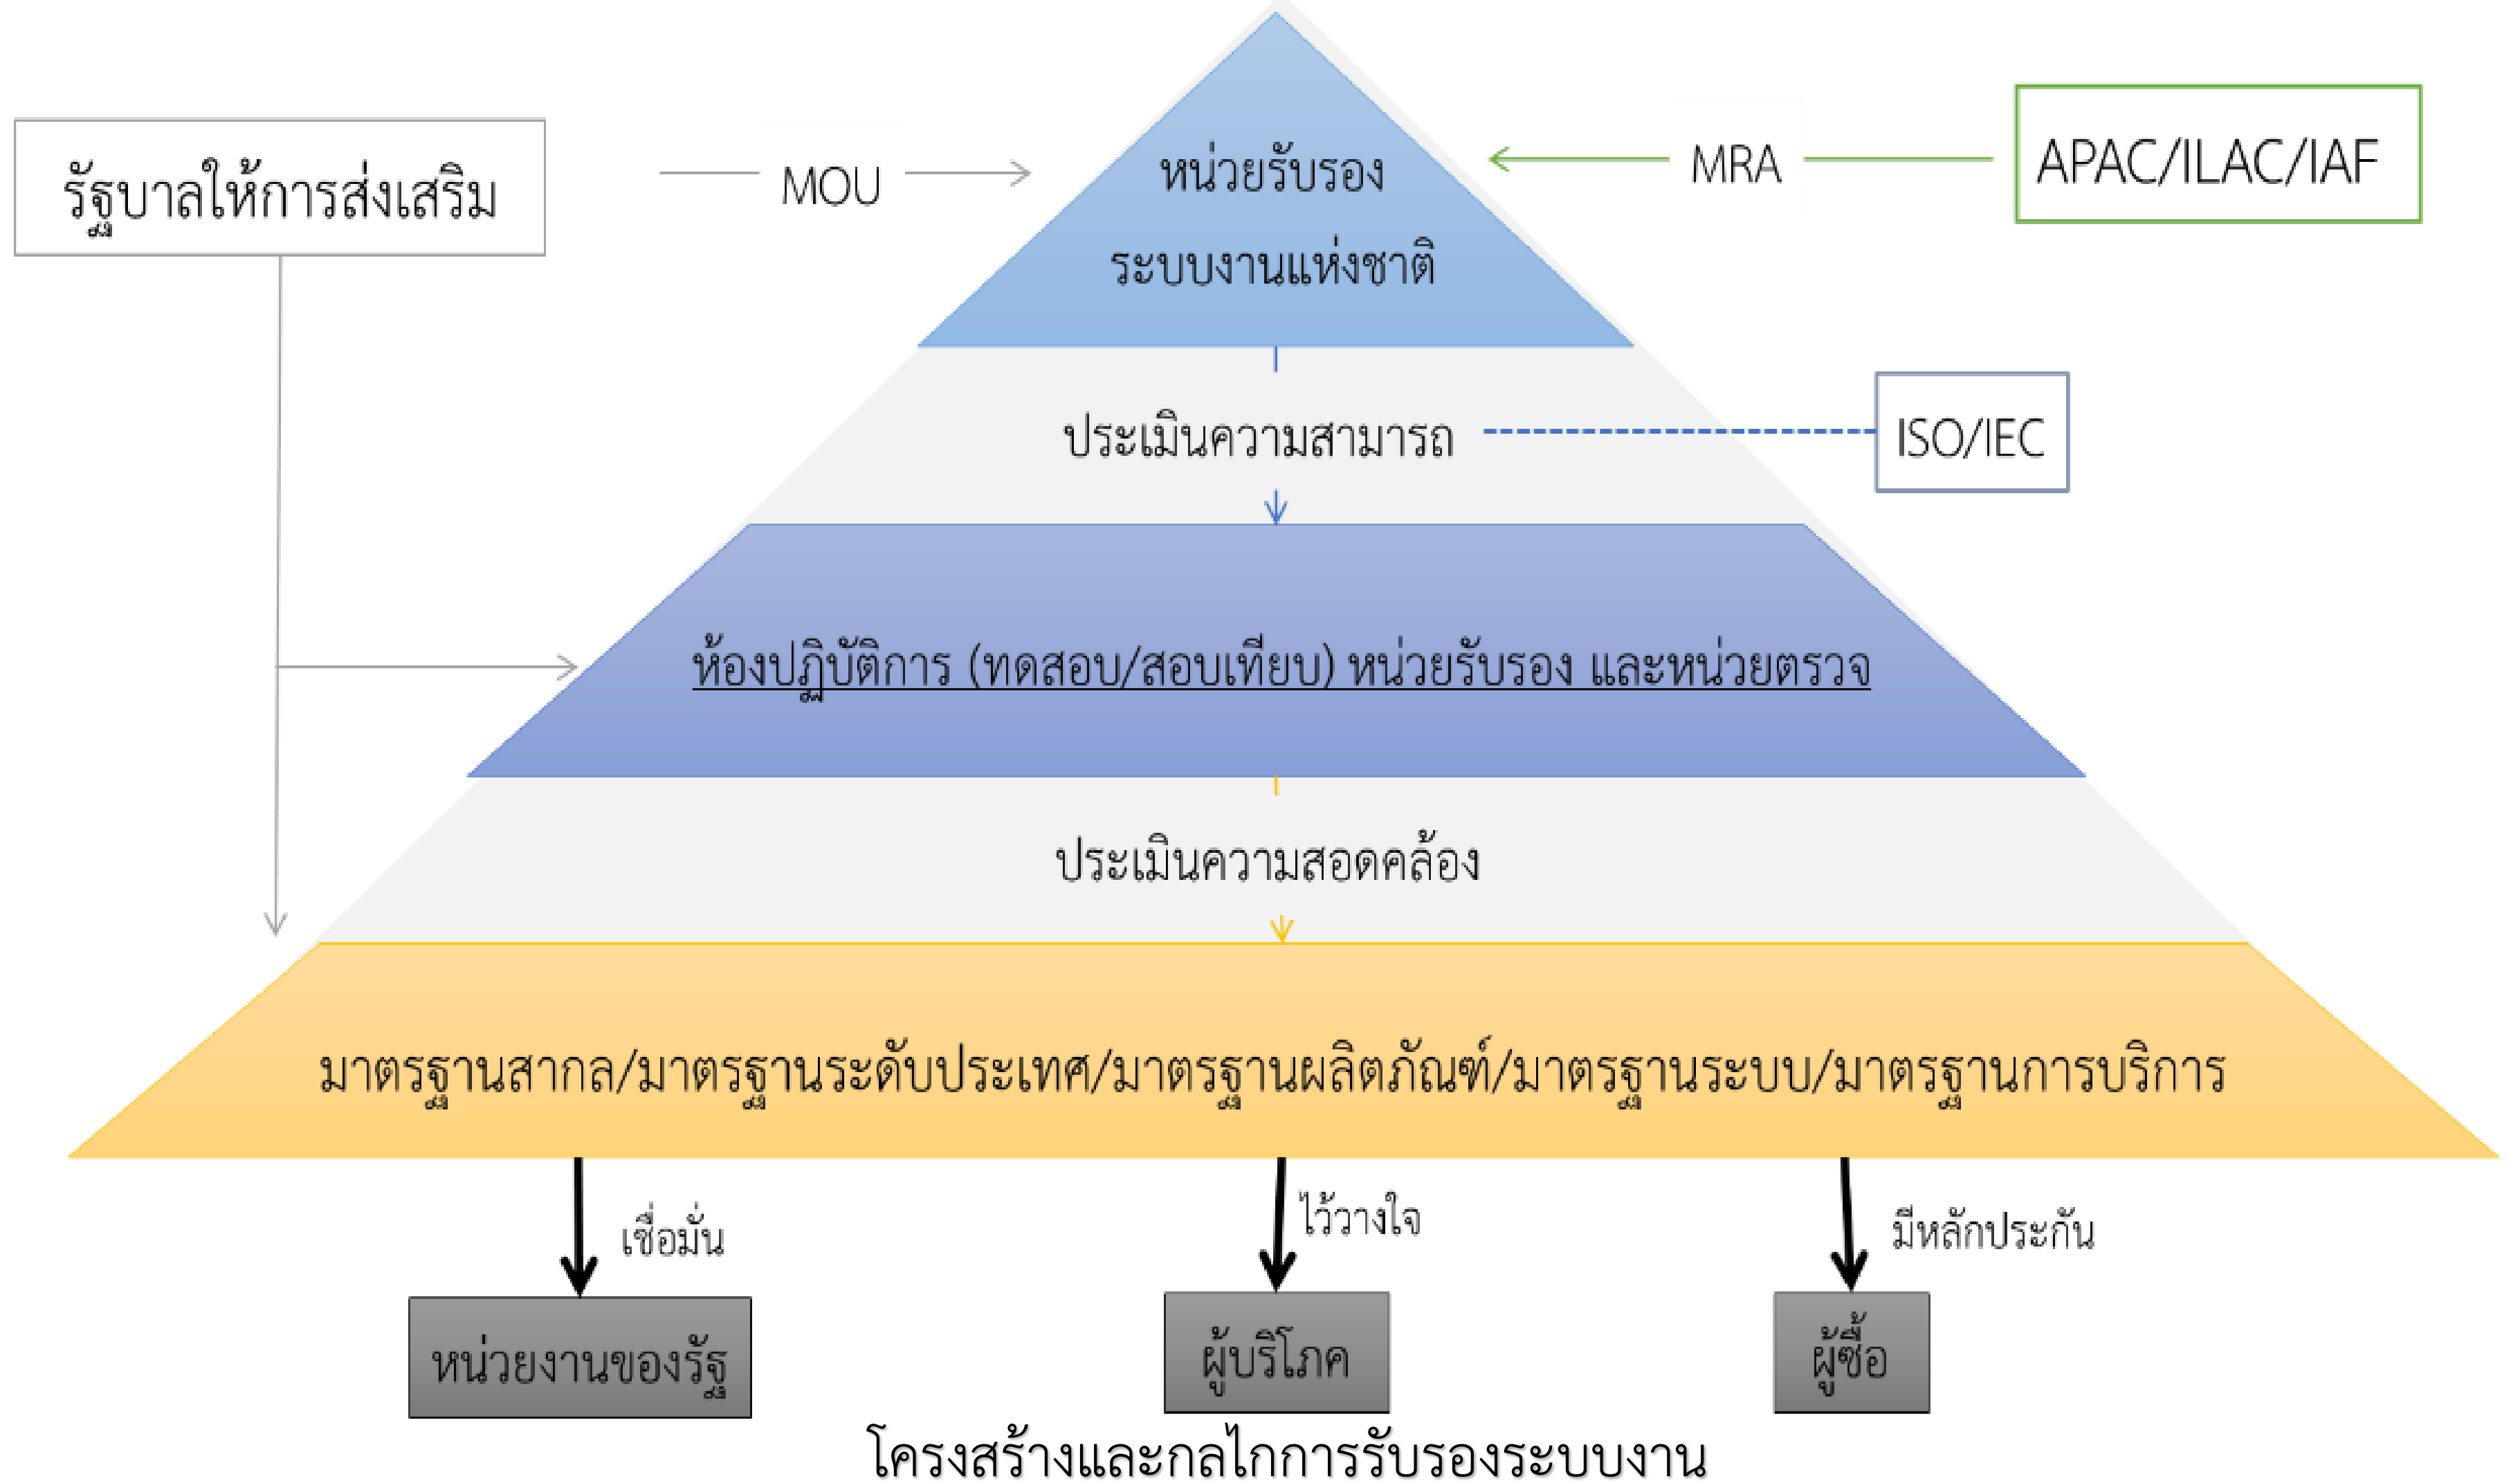 รัฐบาลให้การส่งเสริม
MOU
หน่วยรับรอง
ระบบงานแห่งชาติ
MRA
APAC/ILAC/IAF
ประเมินความสามารถ
ISO/IEC
ห้องปฏิบัติการ (ทดสอบ/สอบเทียบ) หน่วยรับรอง และหน่วยตรวจ
ประเมินความสอดคล้อง
มาตรฐานสากล/มาตรฐานระดับประเทศ/มาตรฐานผลิตภัณฑ์/มาตรฐานระบบ/มาตรฐานการบริการ
เชื่อมั่น
ไว้วางใจ
มีหลักประกัน
หน่วยงานของรัฐ
ผู้บริโภค
ผู้ซื้อ
โครงสร้างและกลไกการรับรองระบบงาน